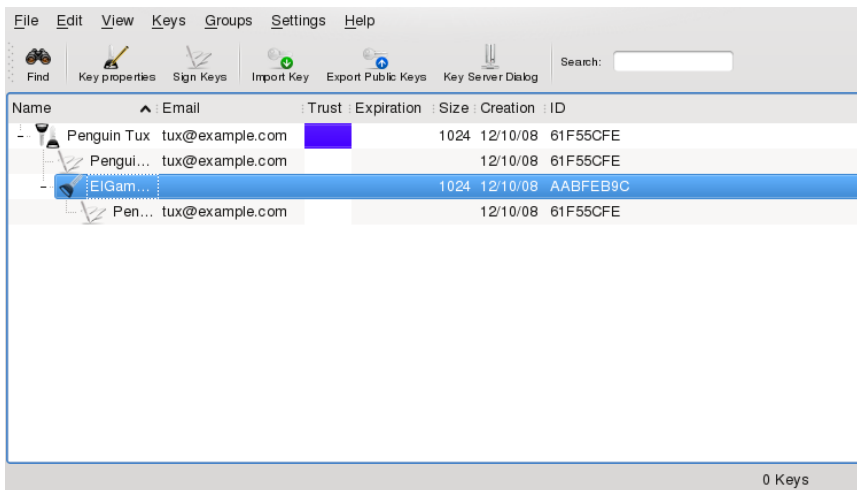 File Edit View Keys Groups Settings Help
Find Key properties Sign Keys Import Key Export Public Keys Key Server Dialog Search:
Name Email Trust Expiration Size Creation ID
Penguin Tux tux@example.com 1024 12/10/08 61F55CFE
Pengui... tux@example.com 12/10/08 61F55CFE
ElGam... 1024 12/10/08 AABFEB9C
Pen... tux@example.com 12/10/08 61F55CFE
0 Keys